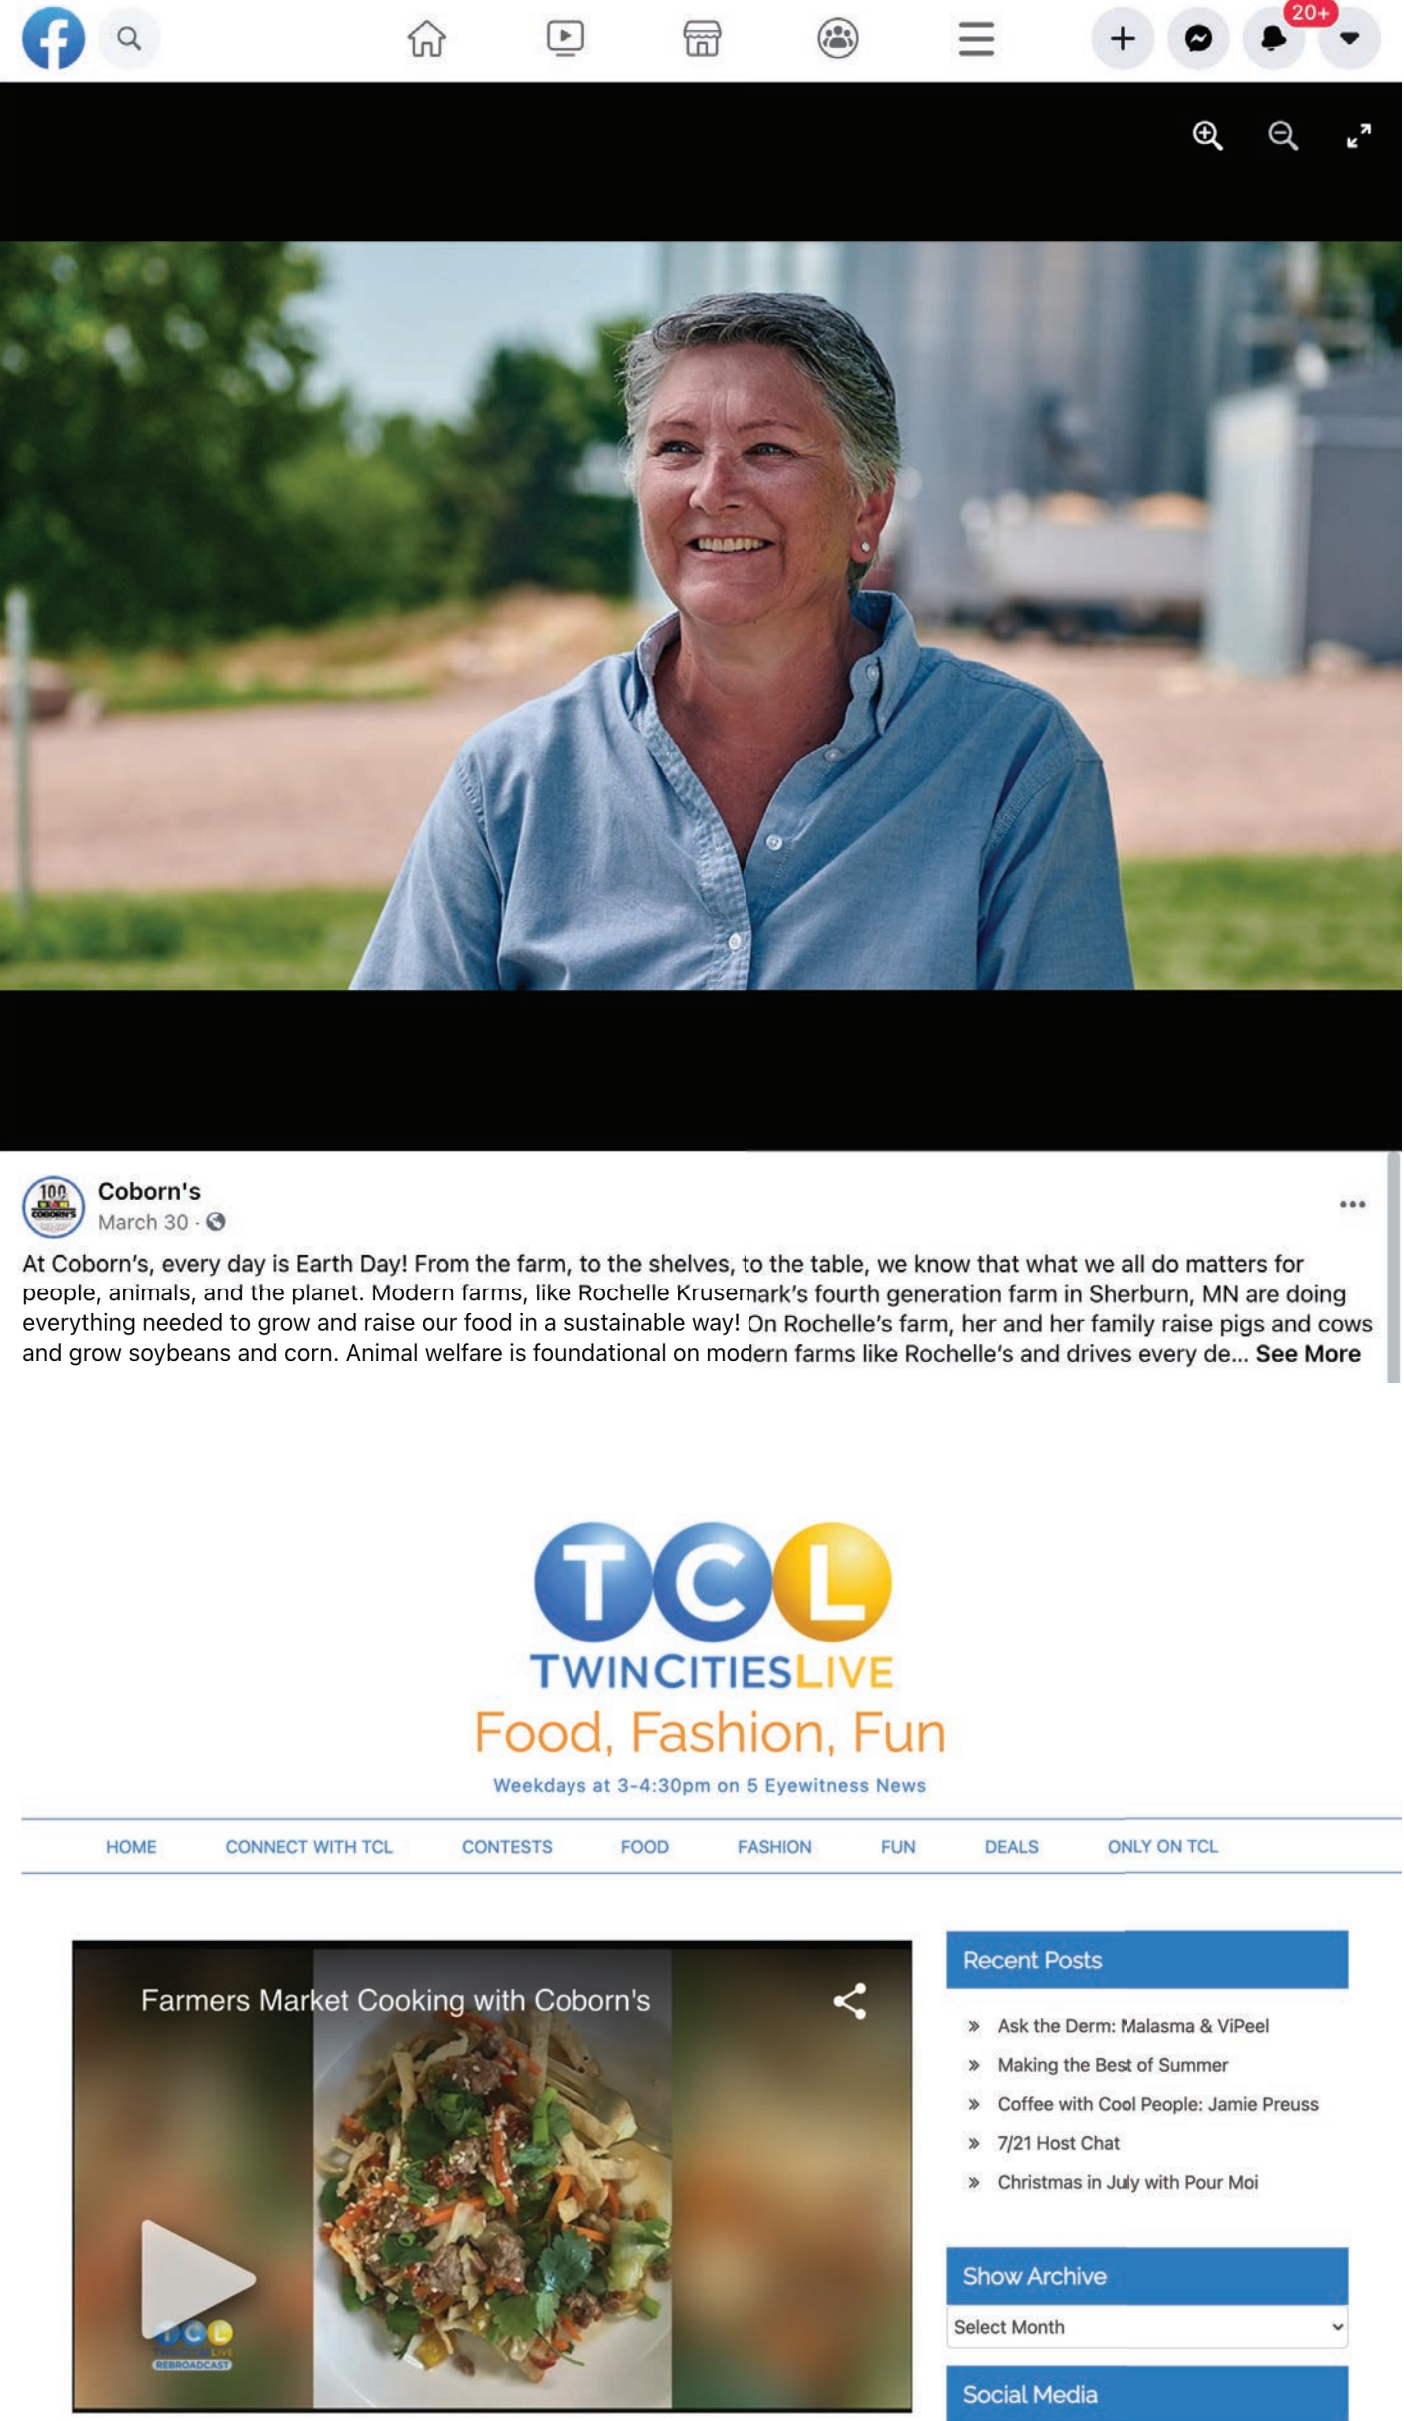 20+
Coborn's
March 30 ·
At Coborn's, every day is Earth Day! From the farm, to the shelves, to the table, we know that what we all do matters for
people, animals, and the planet. Modern farms, like Rochelle Krusemark's fourth generation farm in Sherburn, MN are doing
everything needed to grow and raise our food in a sustainable way! On Rochelle's farm, her and her family raise pigs and cows
and grow soybeans and corn. Animal welfare is foundational on modern farms like Rochelle's and drives every de... See More
100
COBORN'S
TCL
TWINCITIESLIVE
Food, Fashion, Fun
Weekdays at 3-4:30pm on 5 Eyewitness News
HOME CONNECT WITH TCL CONTESTS FOOD FASHION FUN DEALS ONLY ON TCL
Farmers Market Cooking with Coborn's
TCL
TWINCITIESLIVE
REBROADCAST
Recent Posts
» Ask the Derm: Malasma & ViPeel
» Making the Best of Summer
» Coffee with Cool People: Jamie Preuss
» 7/21 Host Chat
» Christmas in July with Pour Moi
Show Archive
Select Month
Social Media